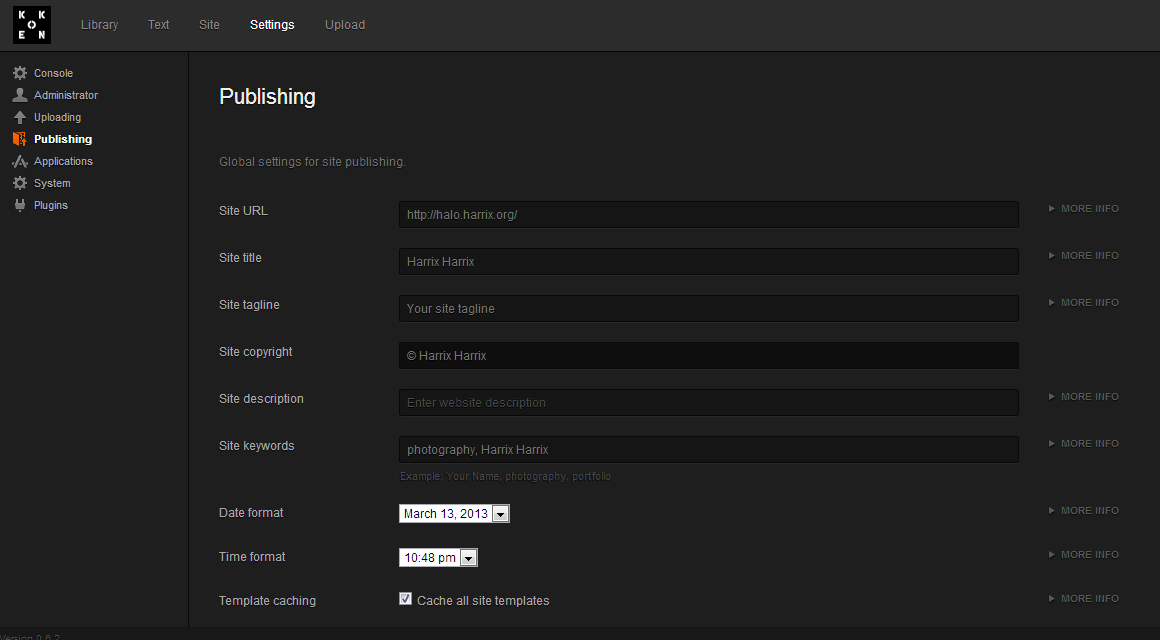 K K
O
E N
Library Text Site Settings Upload
Console
Administrator
Uploading
Publishing
Applications
System
Plugins
Publishing
Global settings for site publishing.
Site URL http://halo.harrix.org/ MORE INFO
Site title Harrix Harrix MORE INFO
Site tagline Your site tagline MORE INFO
Site copyright © Harrix Harrix
Site description Enter website description MORE INFO
Site keywords photography, Harrix Harrix MORE INFO
Example: Your Name, photography, portfolio
Date format March 13, 2013 MORE INFO
Time format 10:48 pm MORE INFO
Template caching Cache all site templates MORE INFO
Version 0.6.2